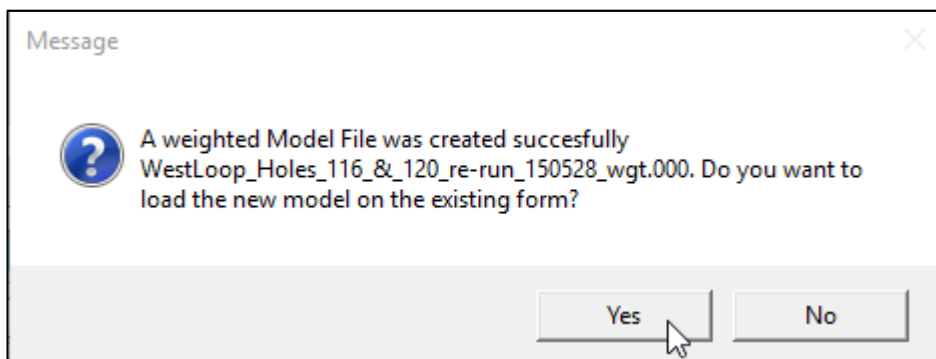 Message
A weighted Model File was created succesfully
WestLoop_Holes_116_&_120_re-run_150528_wgt.000. Do you want to
load the new model on the existing form?
Yes
No